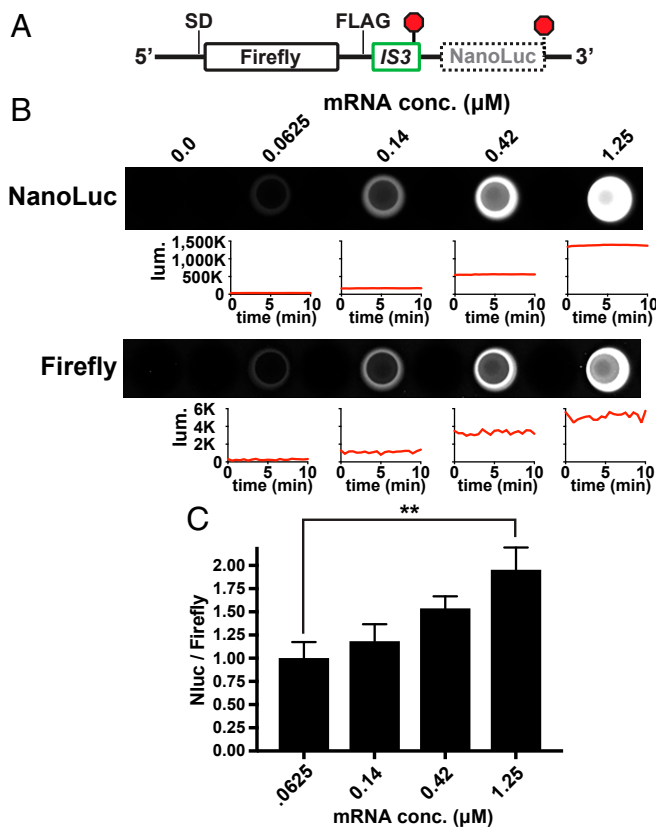 A
SD
FLAG
5’
Firefly
IS3
NanoLuc
3’
mRNA conc. (µM)
B
0.0
0.0625
0.14
0.42
1.25
NanoLuc
lum.
1,500K
1,000K
500K
0
0 5 10
0 5 10
0 5 10
0 5 10
time (min)
time (min)
time (min)
time (min)
Firefly
lum.
6K
4K
2K
0
0 5 10
0 5 10
0 5 10
0 5 10
time (min)
time (min)
time (min)
time (min)
C
**
Nluc / Firefly
2.00
1.75
1.50
1.25
1.00
0.75
0.50
0.25
0.00
.0625
0.14
0.42
1.25
mRNA conc. (µM)